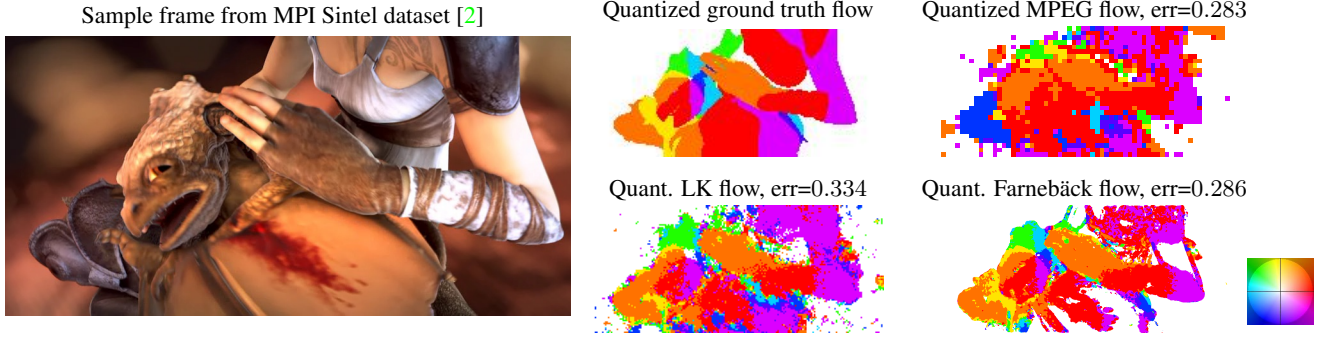 Sample frame from MPI Sintel dataset [2]
Quantized ground truth flow
Quantized MPEG flow, err=0.283
Quant. LK flow, err=0.334
Quant. Farnebäck flow, err=0.286